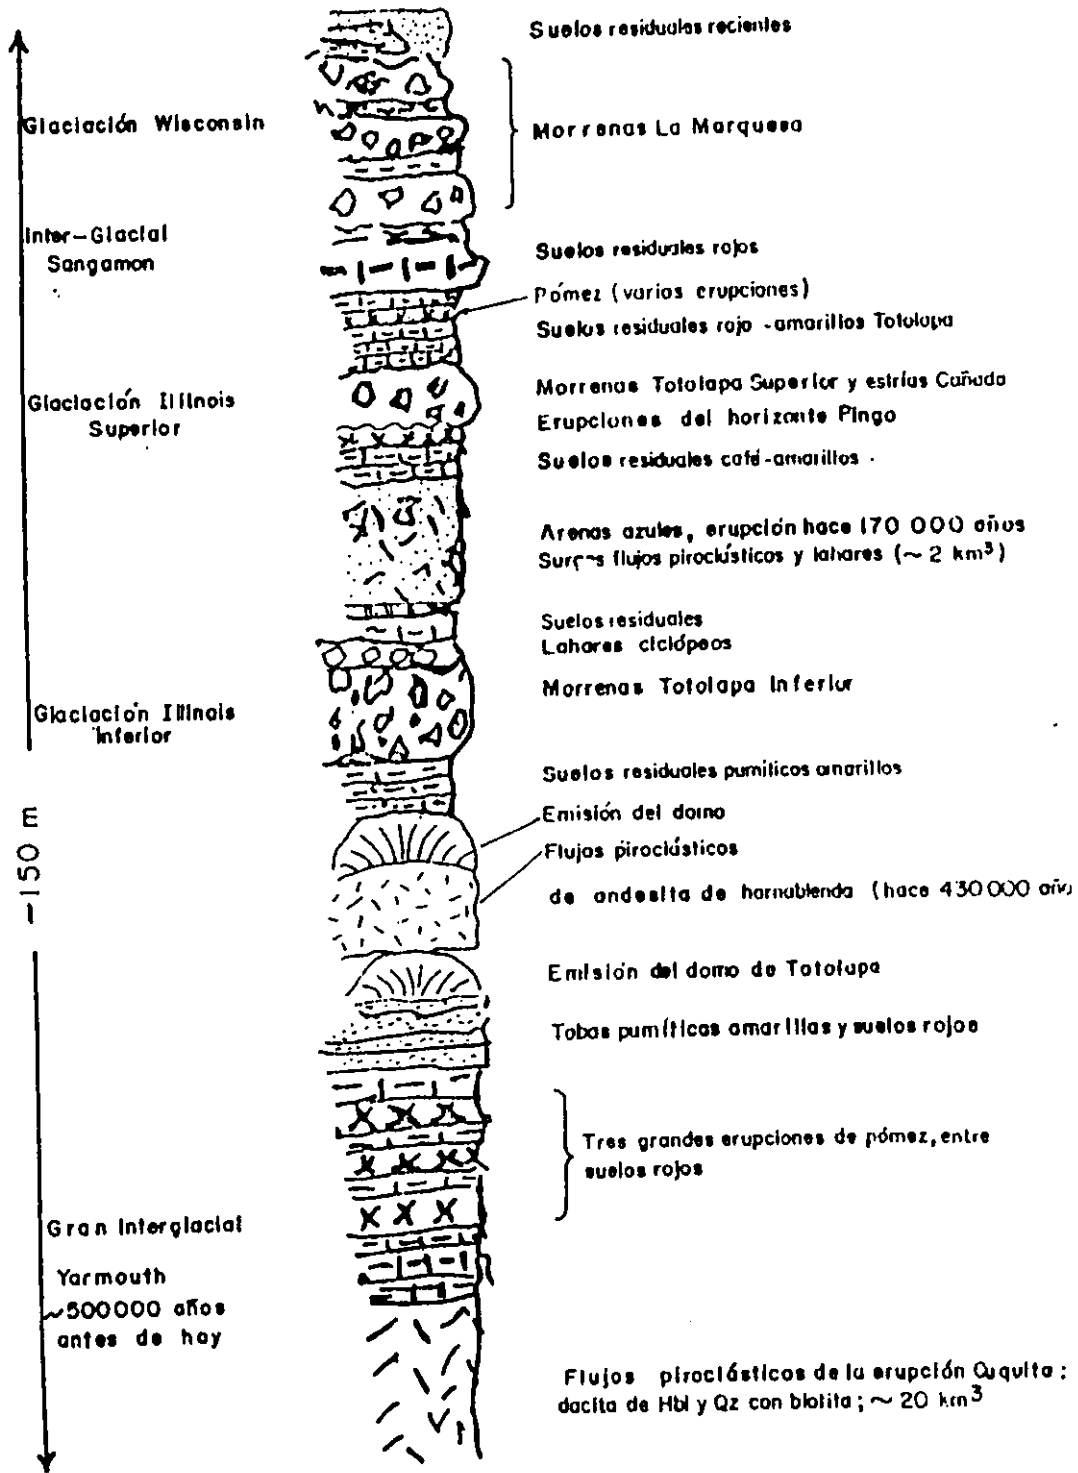 Suelos residuales recientes
Glaciación Wisconsin
Morrenas La Marquesa
Inter-Glacial
Sangamon
Suelos residuales rojos
Pómez (varios erupciones)
Suelos residuales rojo-amarillos Totolapa
Glaciación Illinois
Superior
Morrenas Totolapa Superior y estrías Cañada
Erupciones del horizonte Pingo
Suelos residuales café-amarillos
Arenas azules, erupción hace 170 000 años
flujos piroclásticos y lahares (~2 km³)
Suelos residuales
Lahares ciclópeos
Morrenas Totolapa Inferior
Glaciación Illinois
Inferior
Suelos residuales pumíticos amarillos
Emisión del domo
Flujos piroclásticos
de andesita de hornablenda (hace 430 000
~150 m
Emisión del domo de Totolapa
Tobas pumíticas amarillas y suelos rojos
Tres grandes erupciones de pómez, entre
suelos rojos
Gran Interglacial
Yarmouth
~500000 años
antes de hoy
Flujos piroclásticos de la erupción :
dacita de Hbl y Qz con biotita; ~ 20 km³